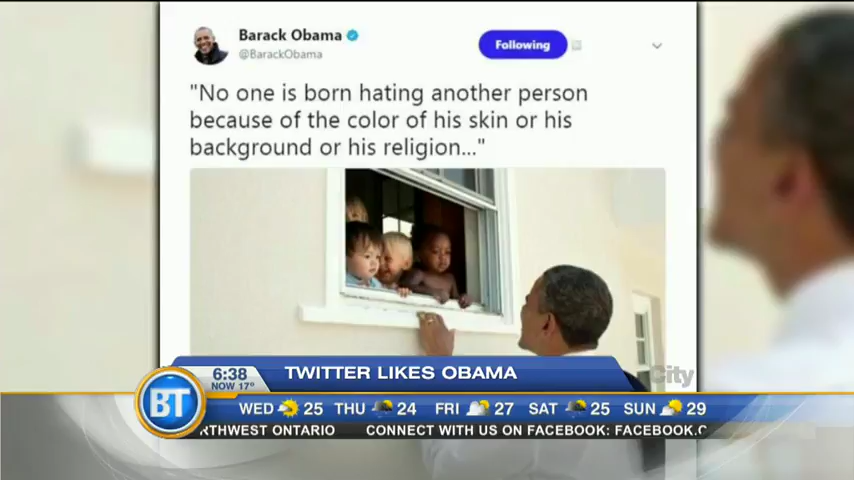 Barack Obama
@BarackObama
Following
"No one is born hating another person
because of the color of his skin or his
background or his religion..."
City
6:38
NOW 17°
TWITTER LIKES OBAMA
BT
WED 25 THU 24 FRI 27 SAT 25 SUN 29
RTHWEST ONTARIO CONNECT WITH US ON FACEBOOK: FACEBOOK.C